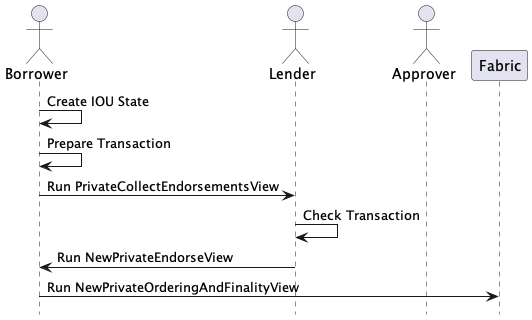 Borrower
Lender
Approver
Fabric
Create IOU State
Prepare Transaction
Run PrivateCollectEndorsementsView
Check Transaction
Run NewPrivateEndorseView
Run NewPrivateOrderingAndFinalityView